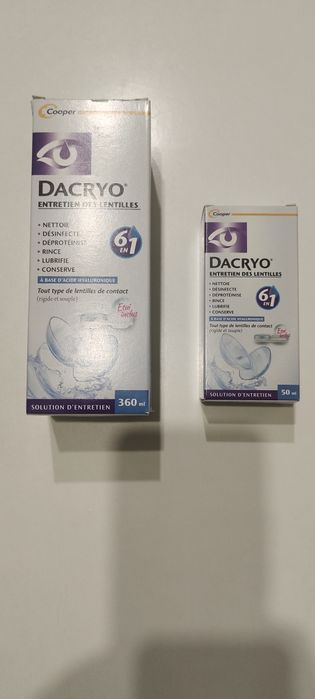 Cooper
DACRYO®
ENTRETIEN DES LENTILLES
• NETTOIE
• DÉSINFECTE
• DÉPROTÉINISE
• RINCE
• LUBRIFIE
• CONSERVE
6 EN 1
À BASE D'ACIDE HYALURONIQUE
Tout type de lentilles de contact
(rigide et souple)
Étui inclus
SOLUTION D'ENTRETIEN 360 ml
Cooper
DACRYO®
ENTRETIEN DES LENTILLES
• NETTOIE
• DÉSINFECTE
• DÉPROTÉINISE
• RINCE
• LUBRIFIE
• CONSERVE
6 EN 1
À BASE D'ACIDE HYALURONIQUE
Tout type de lentilles de contact
(rigide et souple)
Étui inclus
SOLUTION D'ENTRETIEN 50 ml